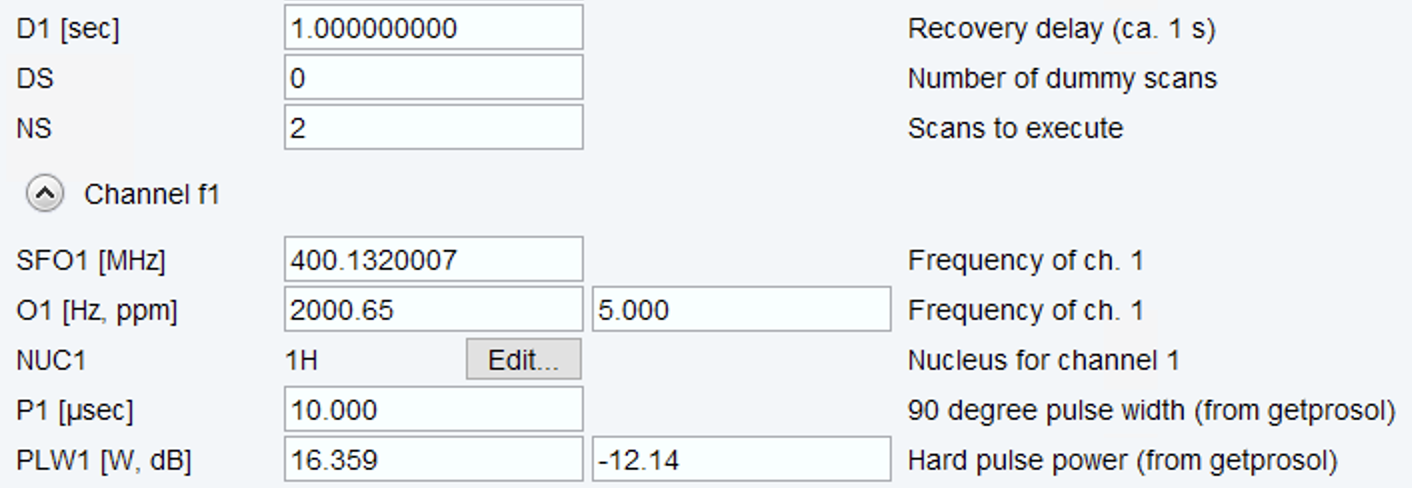 D1 [sec] 1.000000000 Recovery delay (ca. 1 s)
DS 0 Number of dummy scans
NS 2 Scans to execute
Channel f1
SFO1 [MHz] 400.1320007 Frequency of ch. 1
O1 [Hz, ppm] 2000.65 5.000 Frequency of ch. 1
NUC1 1H Edit... Nucleus for channel 1
P1 [µsec] 10.000 90 degree pulse width (from getprosol)
PLW1 [W, dB] 16.359 -12.14 Hard pulse power (from getprosol)